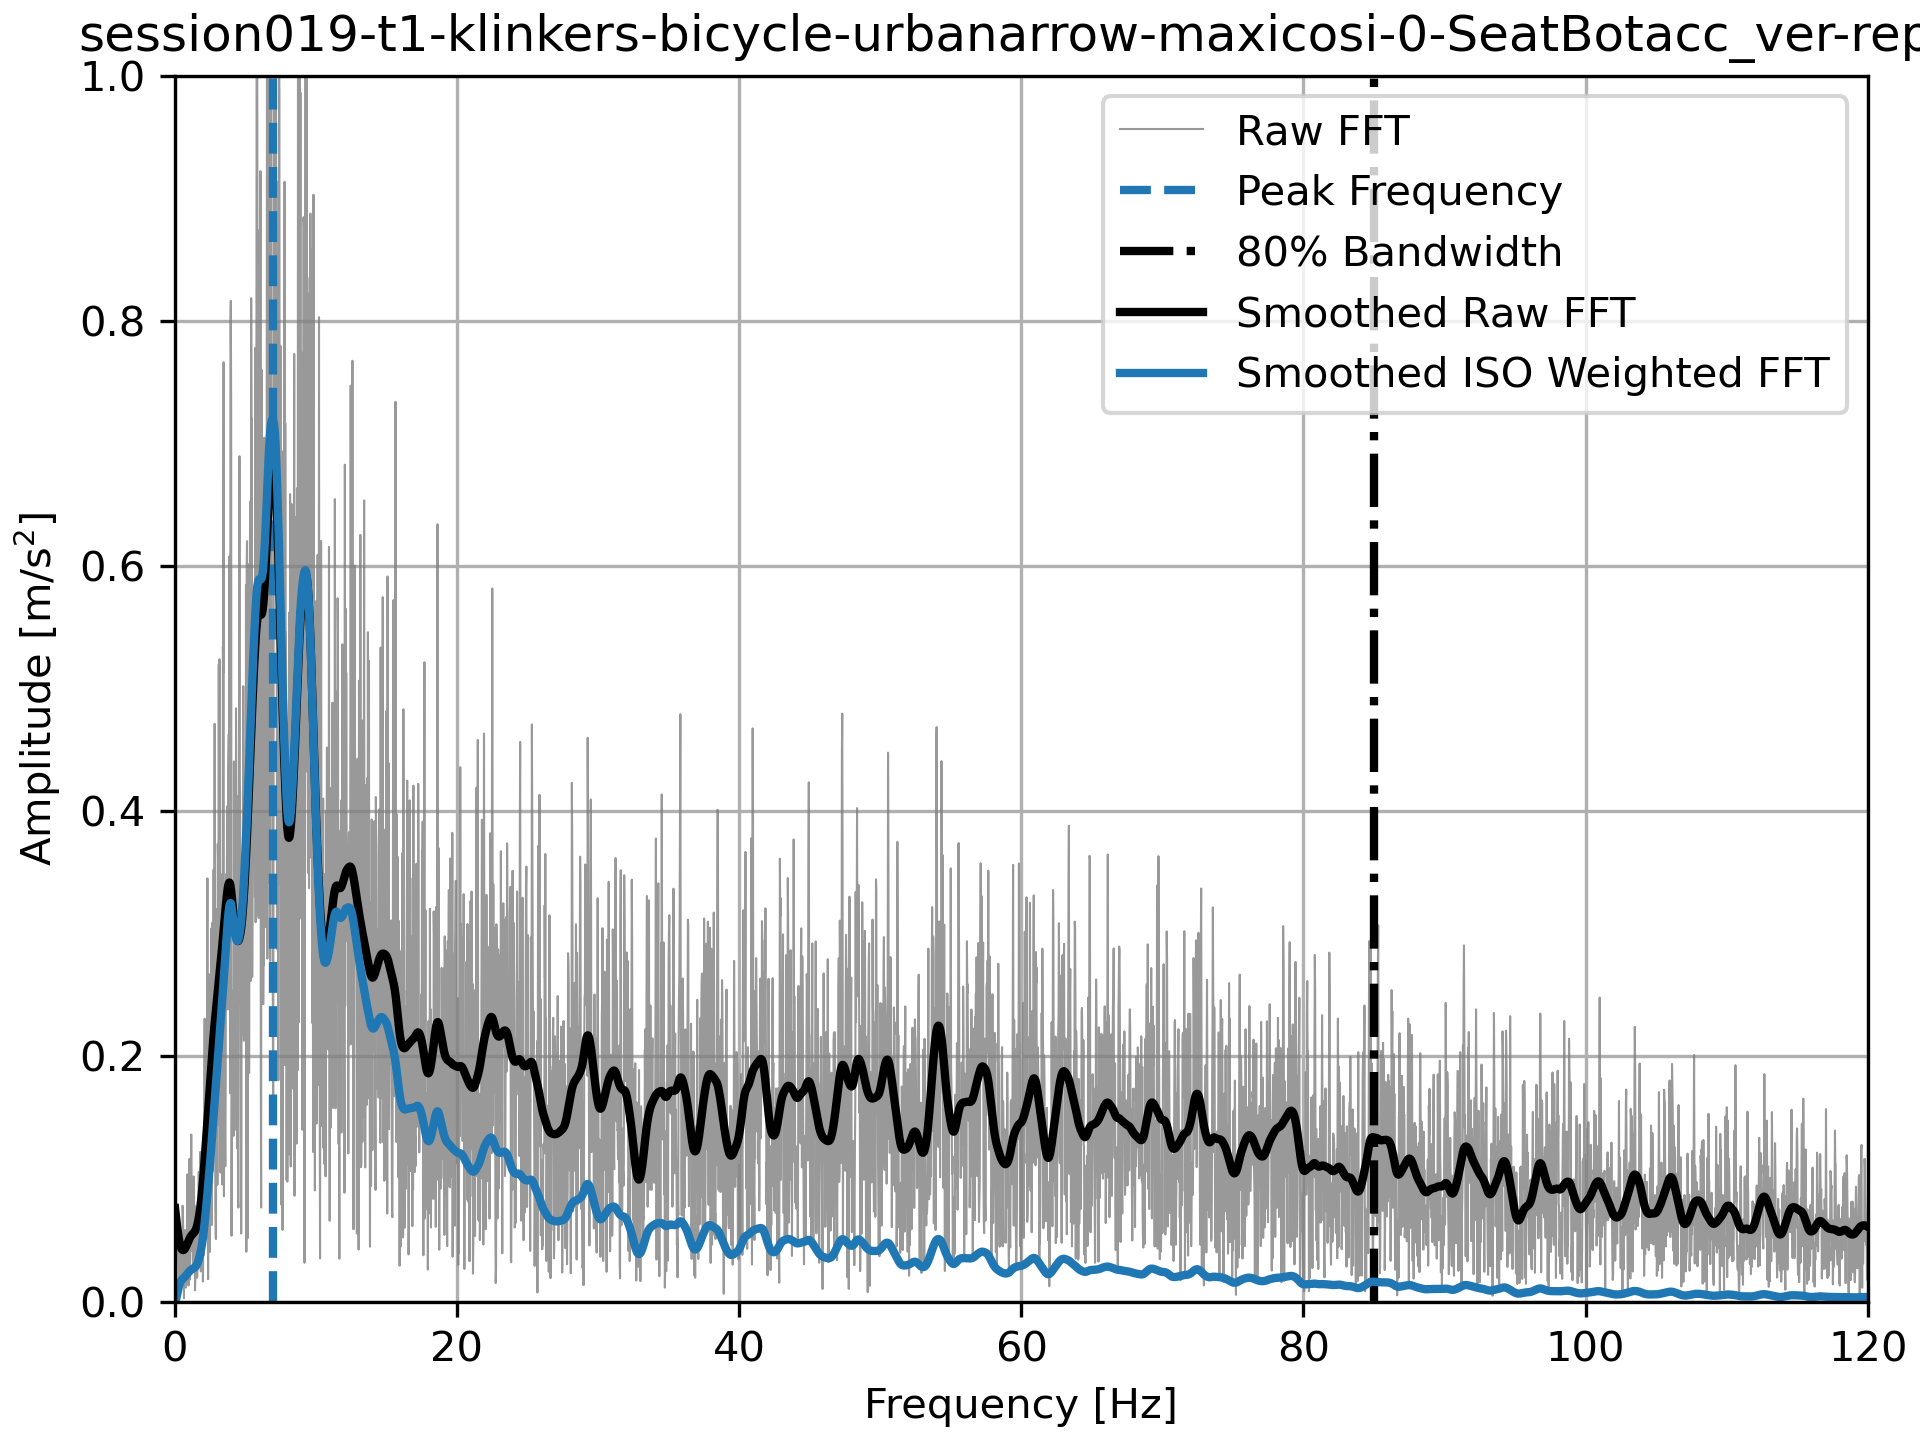 session019-t1-klinkers-bicycle-urbanarrow-maxicosi-0-SeatBotacc_ver-rep
1.0
0.8
0.6
0.4
0.2
0.0
Amplitude [m/s²]
Raw FFT
Peak Frequency
80% Bandwidth
Smoothed Raw FFT
Smoothed ISO Weighted FFT
0 20 40 60 80 100 120
Frequency [Hz]